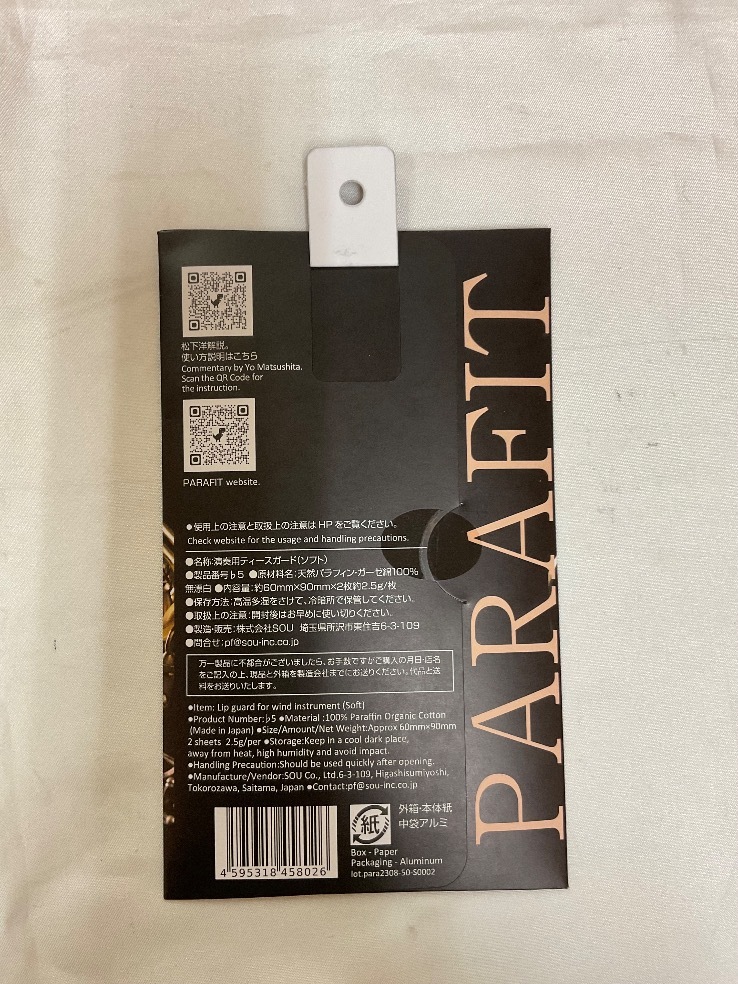 松下洋解説。
使い方説明はこちら
Commentary by Yo Matsushita.
Scan the QR Code for
the instruction.
PARAFIT website.
●使用上の注意と取扱上の注意は HP をご覧ください。
Check website for the usage and handling precautions.
●名称:演奏用ティースガード(ソフト)
●製品番号♭5 ●原材料名:天然パラフィン・ガーゼ綿100%
無漂白 ●内容量:約60mm×90mm×2枚約2.5g/枚
●保存方法:高温多湿をさけて、冷暗所で保管してください。
●取扱上の注意:開封後はお早めに使い切りください。
●製造・販売:株式会社SOU 埼玉県所沢市東住吉6-3-109
●問合せ:pf@sou-inc.co.jp
万一製品に不都合がございましたら、お手数ですがご購入の月日・店名
をご記入の上、現品と外箱を製造会社までにお送りください。代品と送
料をお送りいたします。
●Item: Lip guard for wind instrument (Soft)
●Product Number:♭5 ●Material :100% Paraffin Organic Cotton
(Made in Japan) ●Size/Amount/Net Weight:Approx 60mm×90mm
2 sheets 2.5g/per ●Storage:Keep in a cool dark place,
away from heat, high humidity and avoid impact.
●Handling Precaution:Should be used quickly after opening.
●Manufacture/Vendor:SOU Co., Ltd.6-3-109, Higashisumiyoshi,
Tokorozawa, Saitama, Japan ●Contact:pf@sou-inc.co.jp
4 595318 458026
紙
外箱・本体紙
中袋アルミ
Box - Paper
Packaging - Aluminum
lot.para2308-50-S0002
PARAFIT